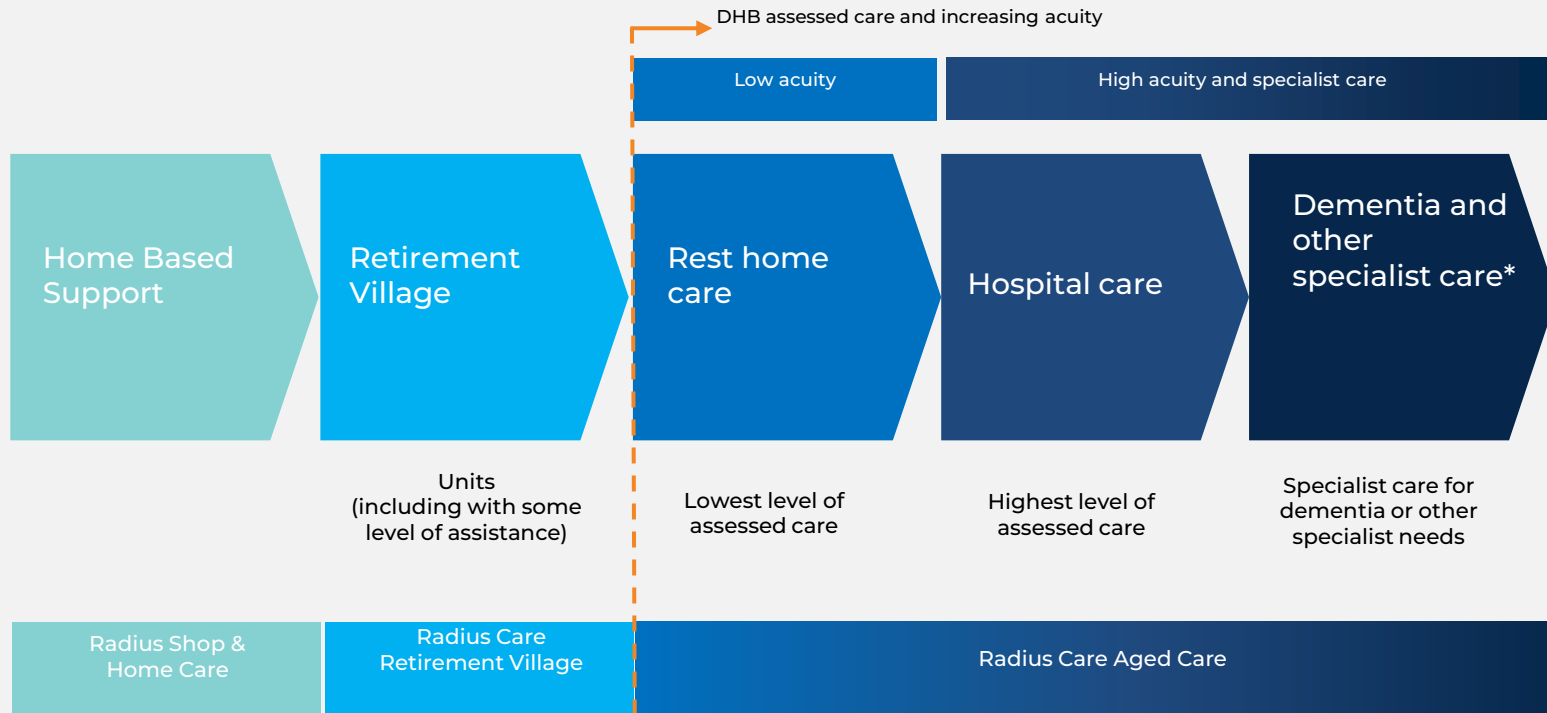 DHB assessed care and increasing acuity
Low acuity
High acuity and specialist care
Home Based
Support
Retirement
Village
Rest home
care
Hospital care
Dementia and
other
specialist care*
Units
(including with some
level of assistance)
Lowest level of
assessed care
Highest level of
assessed care
Specialist care for
dementia or other
specialist needs
Radius Shop &
Home Care
Radius Care
Retirement Village
Radius Care Aged Care